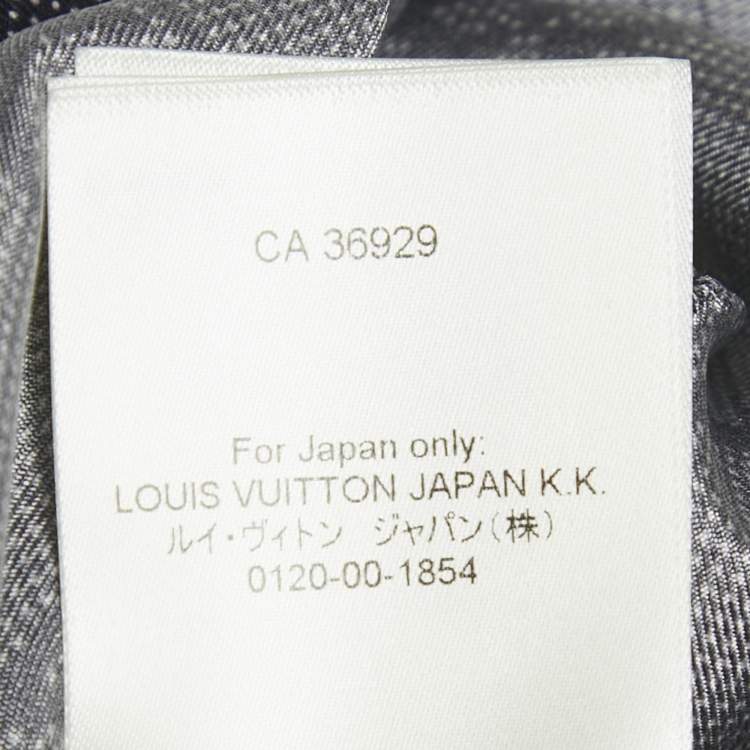 CA 36929
For Japan only:
LOUIS VUITTON JAPAN K.K.
ルイ・ヴィトン　ジャパン(株)
0120-00-1854